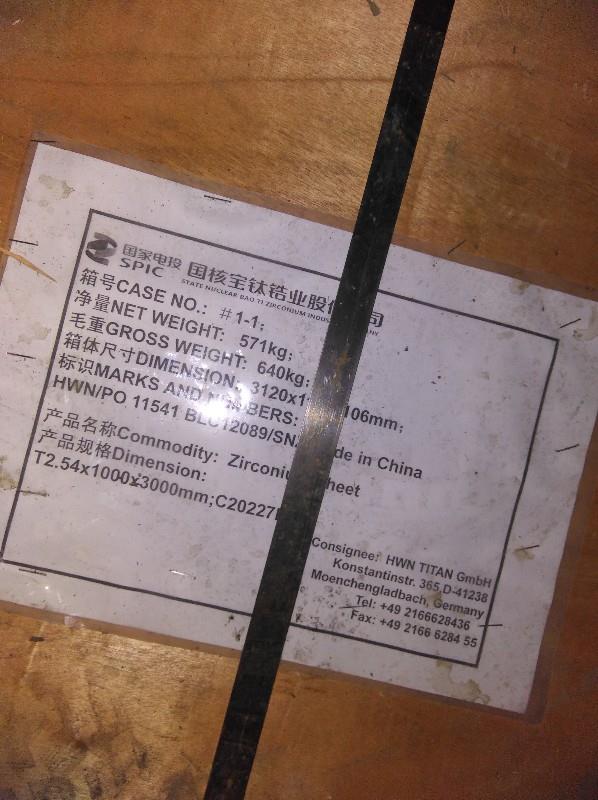 国家电投
SPIC
国核宝钛锆业股份 司
STATE NUCLEAR BAO TI ZIRCONIUM INDUS
箱号CASE NO.: #1-1;
净量NET WEIGHT: 571kg;
毛重GROSS WEIGHT: 640kg;
箱体尺寸DIMENSION: 3120x1 106mm;
标识MARKS AND NUMBERS:
HWN/PO 11541 BLC12089/SN de in China
产品名称Commodity: Zirconiu heet
产品规格Dimension:
T2.54x1000x3000mm;C20227
Consignee: HWN TITAN GmbH
Konstantinstr. 365,D-41238
Moenchengladbach, Germany
Tel: +49 2166628436
Fax: +49 2166 6284 55